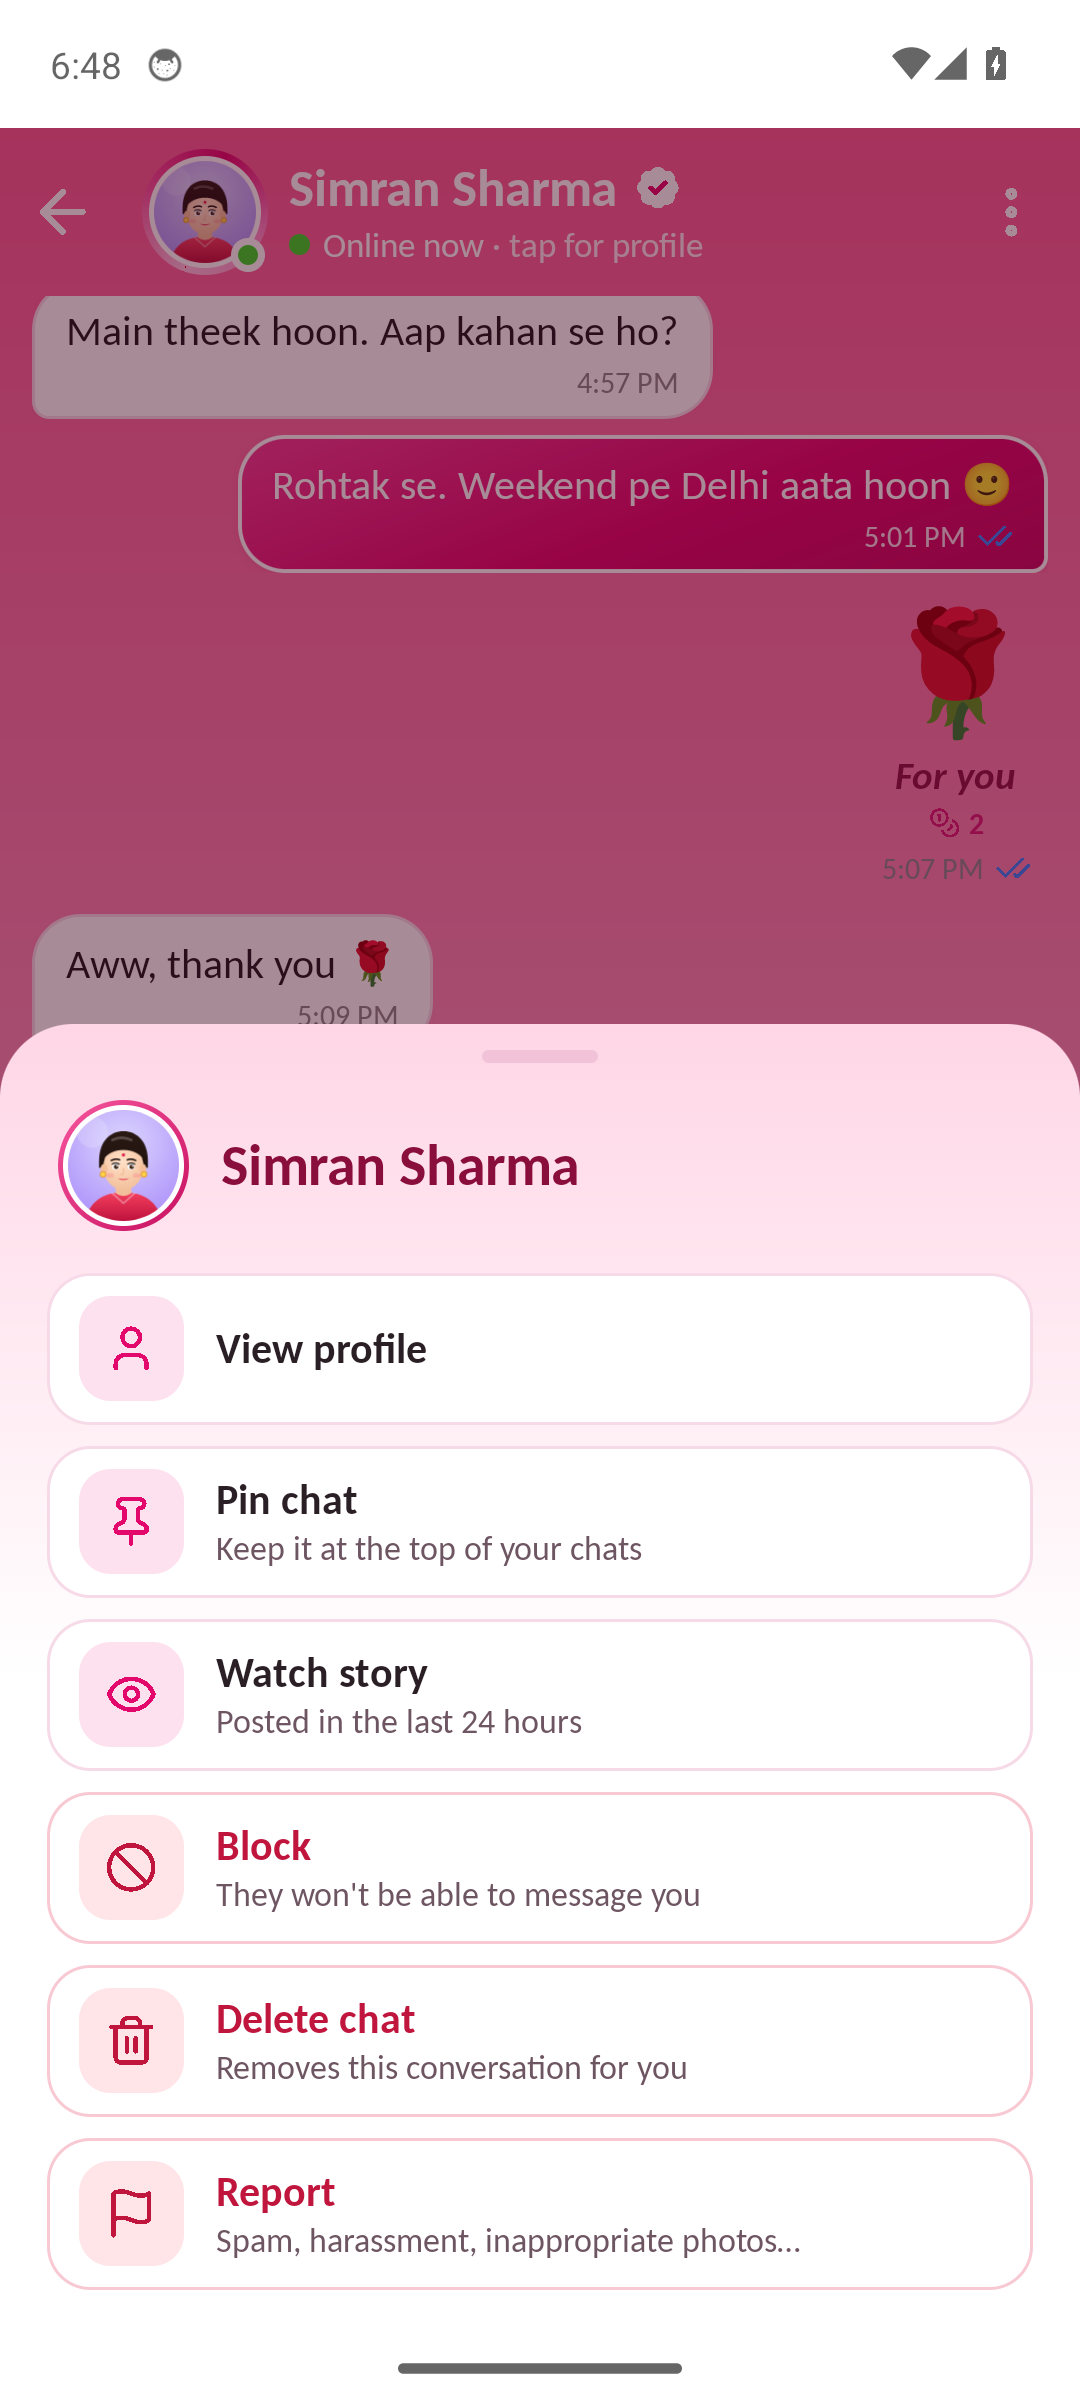 6:48
Simran Sharma
Online now · tap for profile
Main theek hoon. Aap kahan se ho?
4:57 PM
Rohtak se. Weekend pe Delhi aata hoon 🙂
5:01 PM
For you
2
5:07 PM
Aww, thank you 🌹
5:09 PM
Simran Sharma
View profile
Pin chat
Keep it at the top of your chats
Watch story
Posted in the last 24 hours
Block
They won't be able to message you
Delete chat
Removes this conversation for you
Report
Spam, harassment, inappropriate photos...